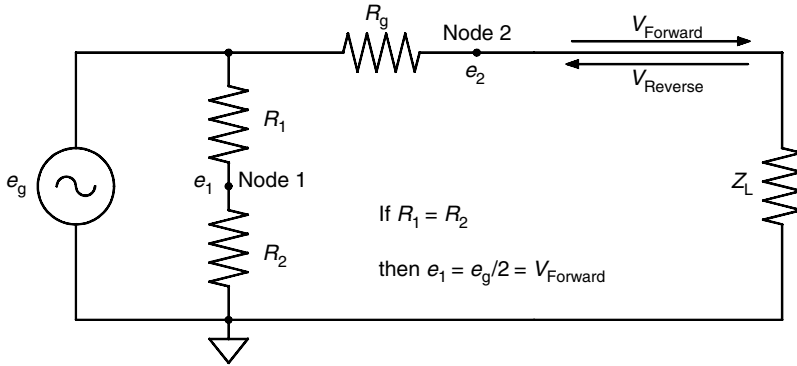 R_g
Node 2
V_Forward
e_2
V_Reverse
R_1
e_g
e_1
Node 1
Z_L
R_2
If R_1 = R_2
then e_1 = e_g/2 = V_Forward